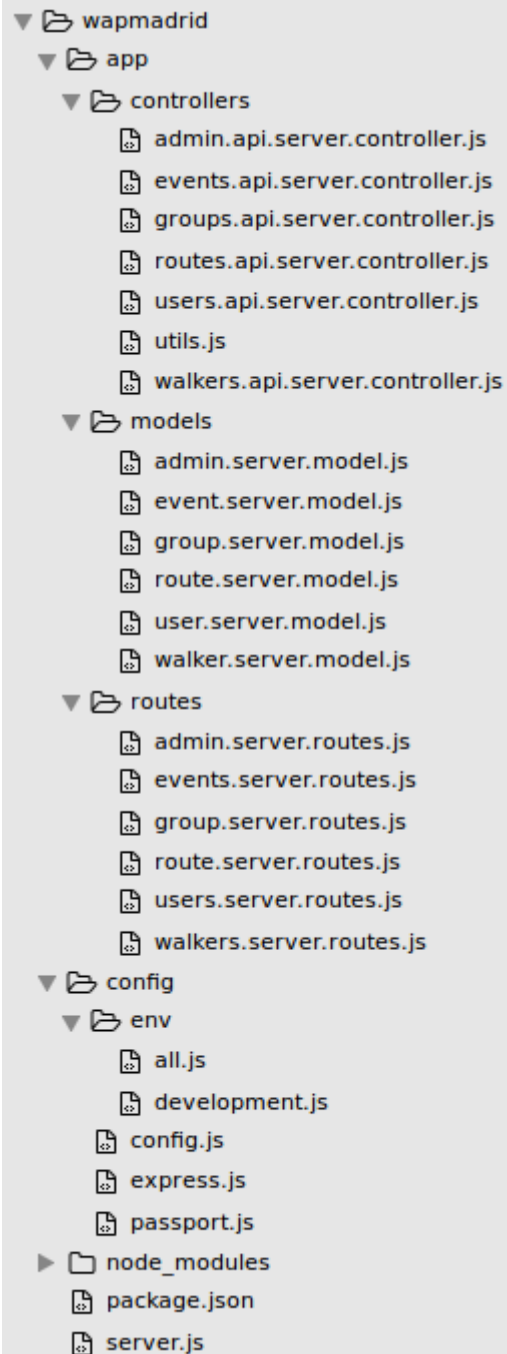 wapmadrid
app
controllers
admin.api.server.controller.js
events.api.server.controller.js
groups.api.server.controller.js
routes.api.server.controller.js
users.api.server.controller.js
utils.js
walkers.api.server.controller.js
models
admin.server.model.js
event.server.model.js
group.server.model.js
route.server.model.js
user.server.model.js
walker.server.model.js
routes
admin.server.routes.js
events.server.routes.js
group.server.routes.js
route.server.routes.js
users.server.routes.js
walkers.server.routes.js
config
env
all.js
development.js
config.js
express.js
passport.js
node_modules
package.json
server.js